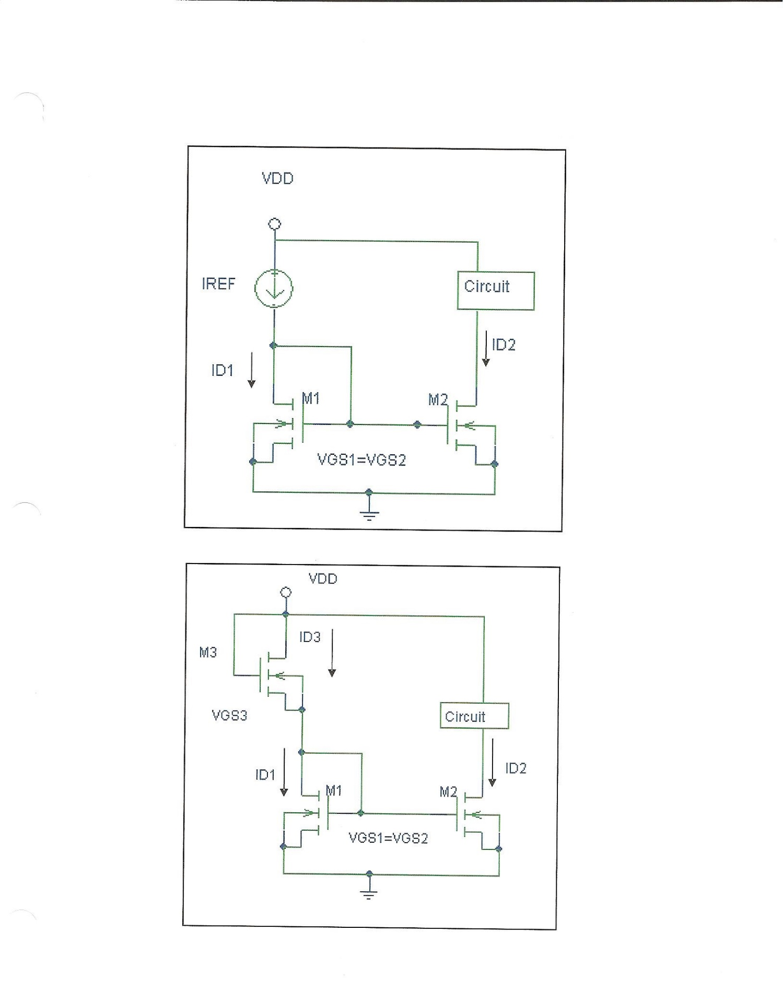 VDD
IREF
Circuit
ID2
ID1
M1
M2
VGS1=VGS2
VDD
ID3
M3
VGS3
Circuit
ID1
ID2
M1
M2
VGS1=VGS2